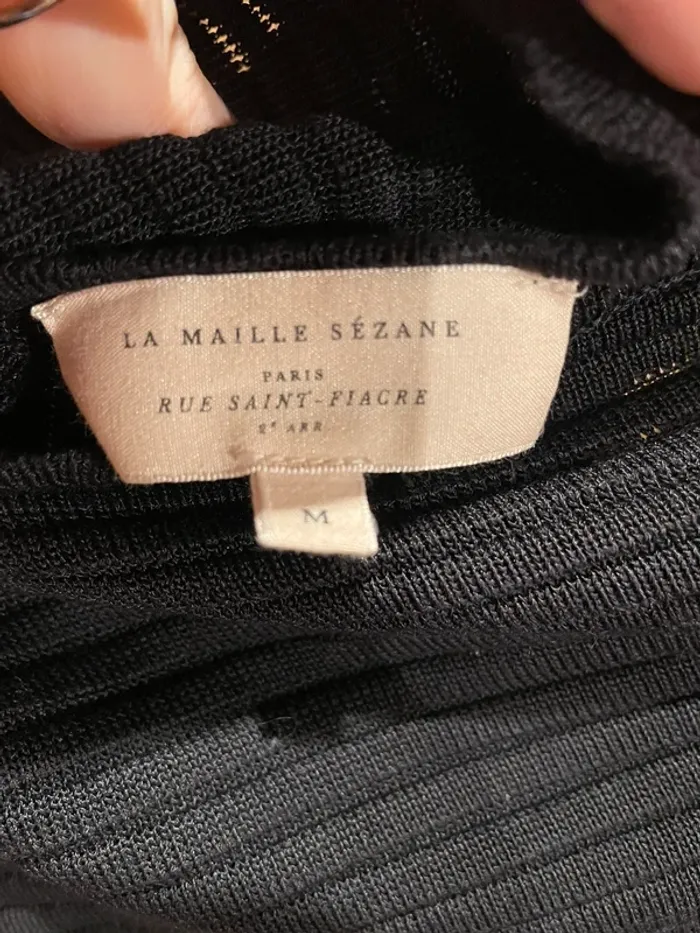 LA MAILLE SÉZANE
PARIS
RUE SAINT-FIACRE
2ᵉ ARR
M